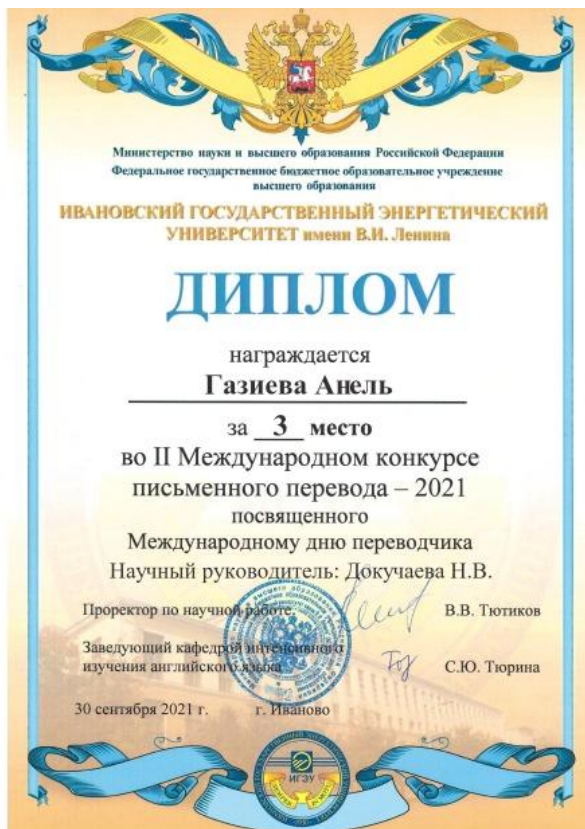 Министерство науки и высшего образования Российской Федерации
Федеральное государственное бюджетное образовательное учреждение
высшего образования
ИВАНОВСКИЙ ГОСУДАРСТВЕННЫЙ ЭНЕРГЕТИЧЕСКИЙ
УНИВЕРСИТЕТ имени В.И. Ленина
ДИПЛОМ
награждается
Газиева Анель
за 3 место
во II Международном конкурсе
письменного перевода – 2021
посвященного
Международному дню переводчика
Научный руководитель: Докучаева Н.В.
Проректор по научной работе. В.В. Тютиков
Заведующий кафедрой интенсивного
изучения английского языка С.Ю. Тюрина
30 сентября 2021 г. г. Иваново
ИГЭУ